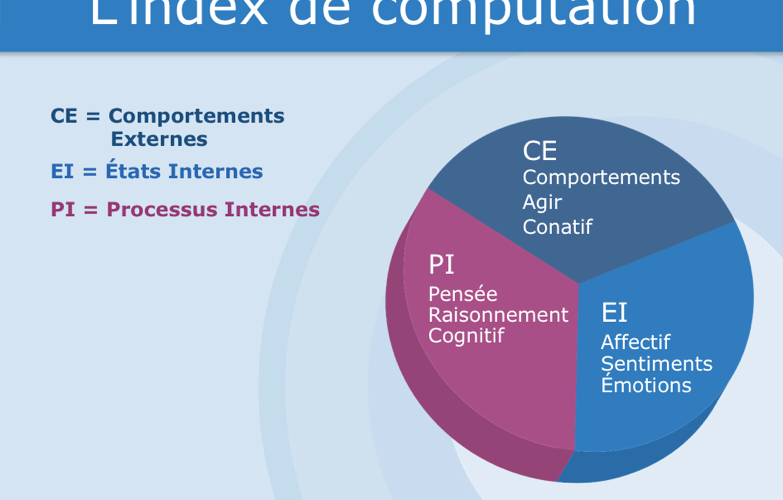 L'index de computation
CE = Comportements
Externes
EI = États Internes
PI = Processus Internes
CE
Comportements
Agir
Conatif
PI
Pensée
Raisonnement
Cognitif
EI
Affectif
Sentiments
Émotions